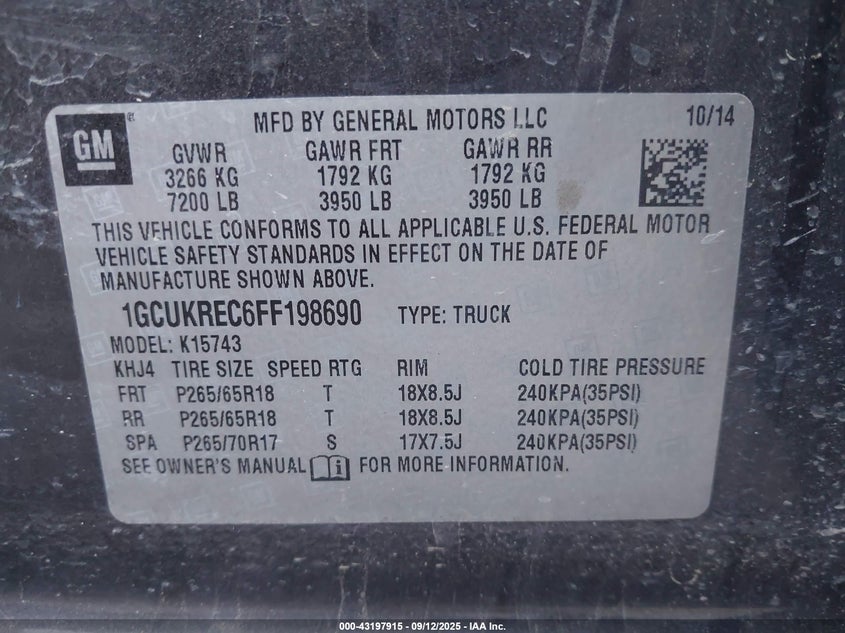 GM
MFD BY GENERAL MOTORS LLC 10/14
GVWR GAWR FRT GAWR RR
3266 KG 1792 KG 1792 KG
7200 LB 3950 LB 3950 LB
THIS VEHICLE CONFORMS TO ALL APPLICABLE U.S. FEDERAL MOTOR
VEHICLE SAFETY STANDARDS IN EFFECT ON THE DATE OF
MANUFACTURE SHOWN ABOVE.
1GCUKREC6FF198690 TYPE: TRUCK
MODEL: K15743
KHJ4 TIRE SIZE SPEED RTG RIM COLD TIRE PRESSURE
FRT P265/65R18 T 18X8.5J 240KPA(35PSI)
RR P265/65R18 T 18X8.5J 240KPA(35PSI)
SPA P265/70R17 S 17X7.5J 240KPA(35PSI)
SEE OWNER'S MANUAL FOR MORE INFORMATION.
000-43197915 - 09/12/2025 - IAA Inc.